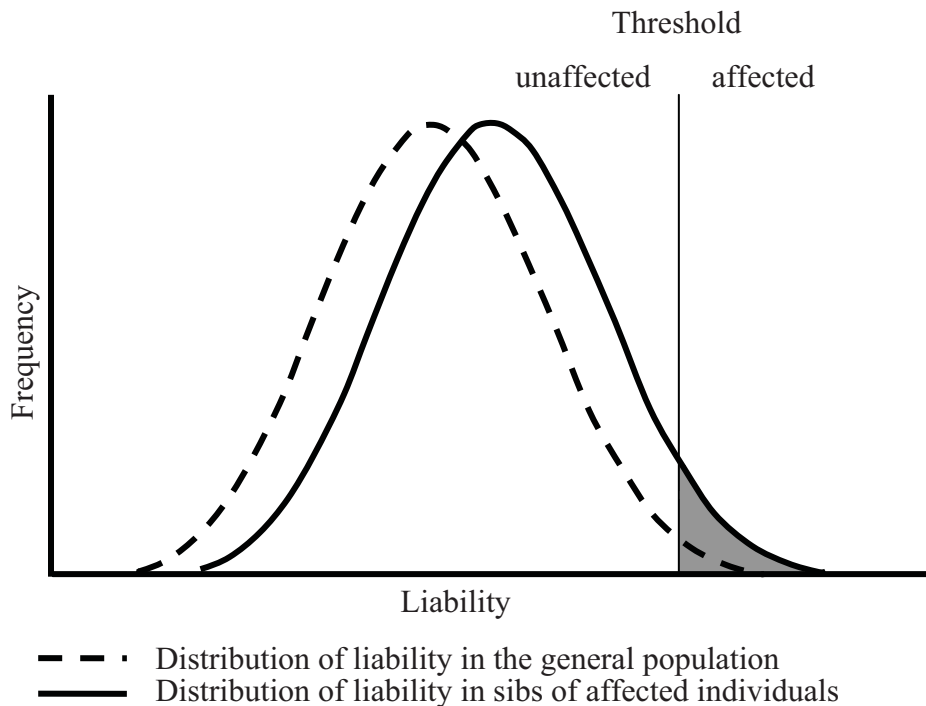 Threshold
unaffected affected
Frequency
Liability
Distribution of liability in the general population
Distribution of liability in sibs of affected individuals